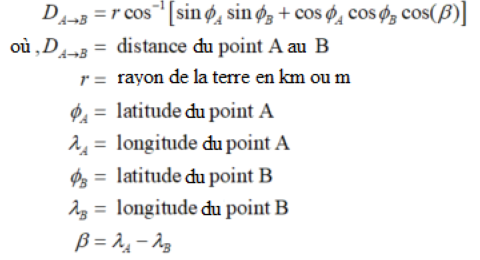 D_{A→B} = r cos⁻¹[sin ϕ_A sin ϕ_B + cos ϕ_A cos ϕ_B cos(β)]
où ,D_{A→B} = distance du point A au B
r = rayon de la terre en km ou m
ϕ_A = latitude du point A
λ_A = longitude du point A
ϕ_B = latitude du point B
λ_B = longitude du point B
β = λ_A − λ_B